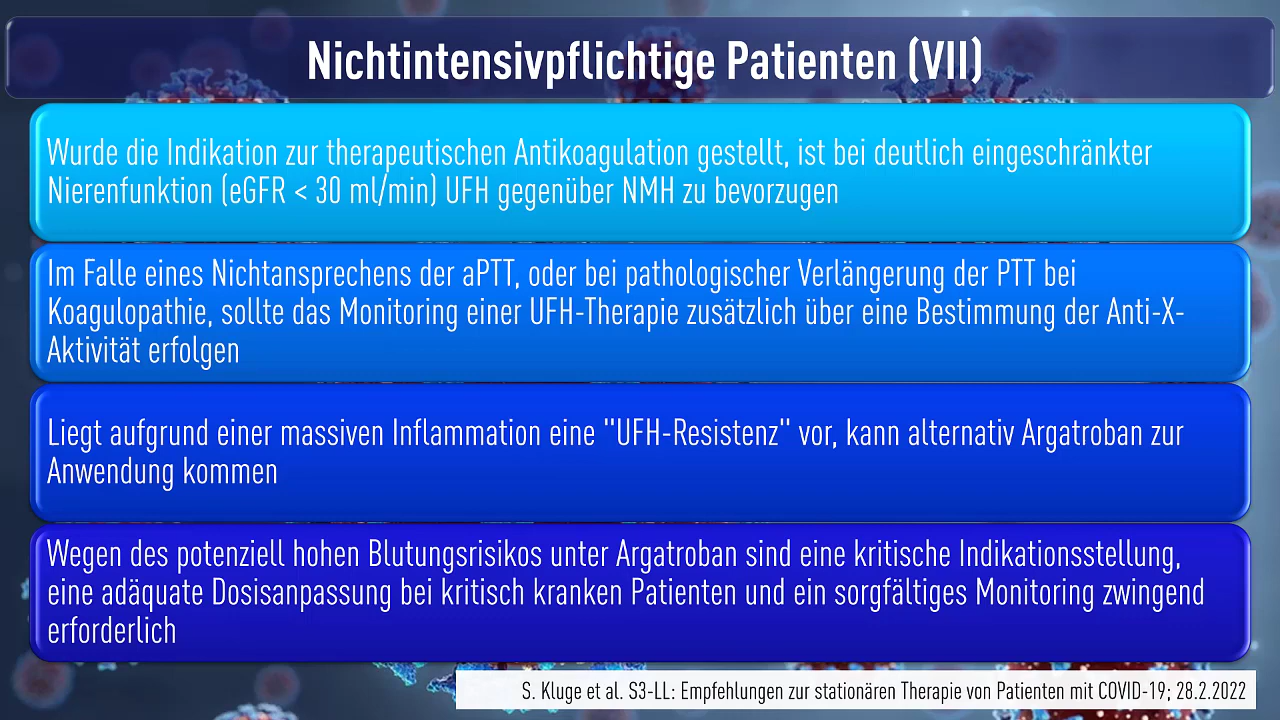 Nichtintensivpflichtige Patienten (VII)
Wurde die Indikation zur therapeutischen Antikoagulation gestellt, ist bei deutlich eingeschränkter
Nierenfunktion (eGFR < 30 ml/min) UFH gegenüber NMH zu bevorzugen
Im Falle eines Nichtansprechens der aPTT, oder bei pathologischer Verlängerung der PTT bei
Koagulopathie, sollte das Monitoring einer UFH-Therapie zusätzlich über eine Bestimmung der Anti-X-
Aktivität erfolgen
Liegt aufgrund einer massiven Inflammation eine "UFH-Resistenz" vor, kann alternativ Argatroban zur
Anwendung kommen
Wegen des potenziell hohen Blutungsrisikos unter Argatroban sind eine kritische Indikationsstellung,
eine adäquate Dosisanpassung bei kritisch kranken Patienten und ein sorgfältiges Monitoring zwingend
erforderlich
S. Kluge et al. S3-LL: Empfehlungen zur stationären Therapie von Patienten mit COVID-19; 28.2.2022